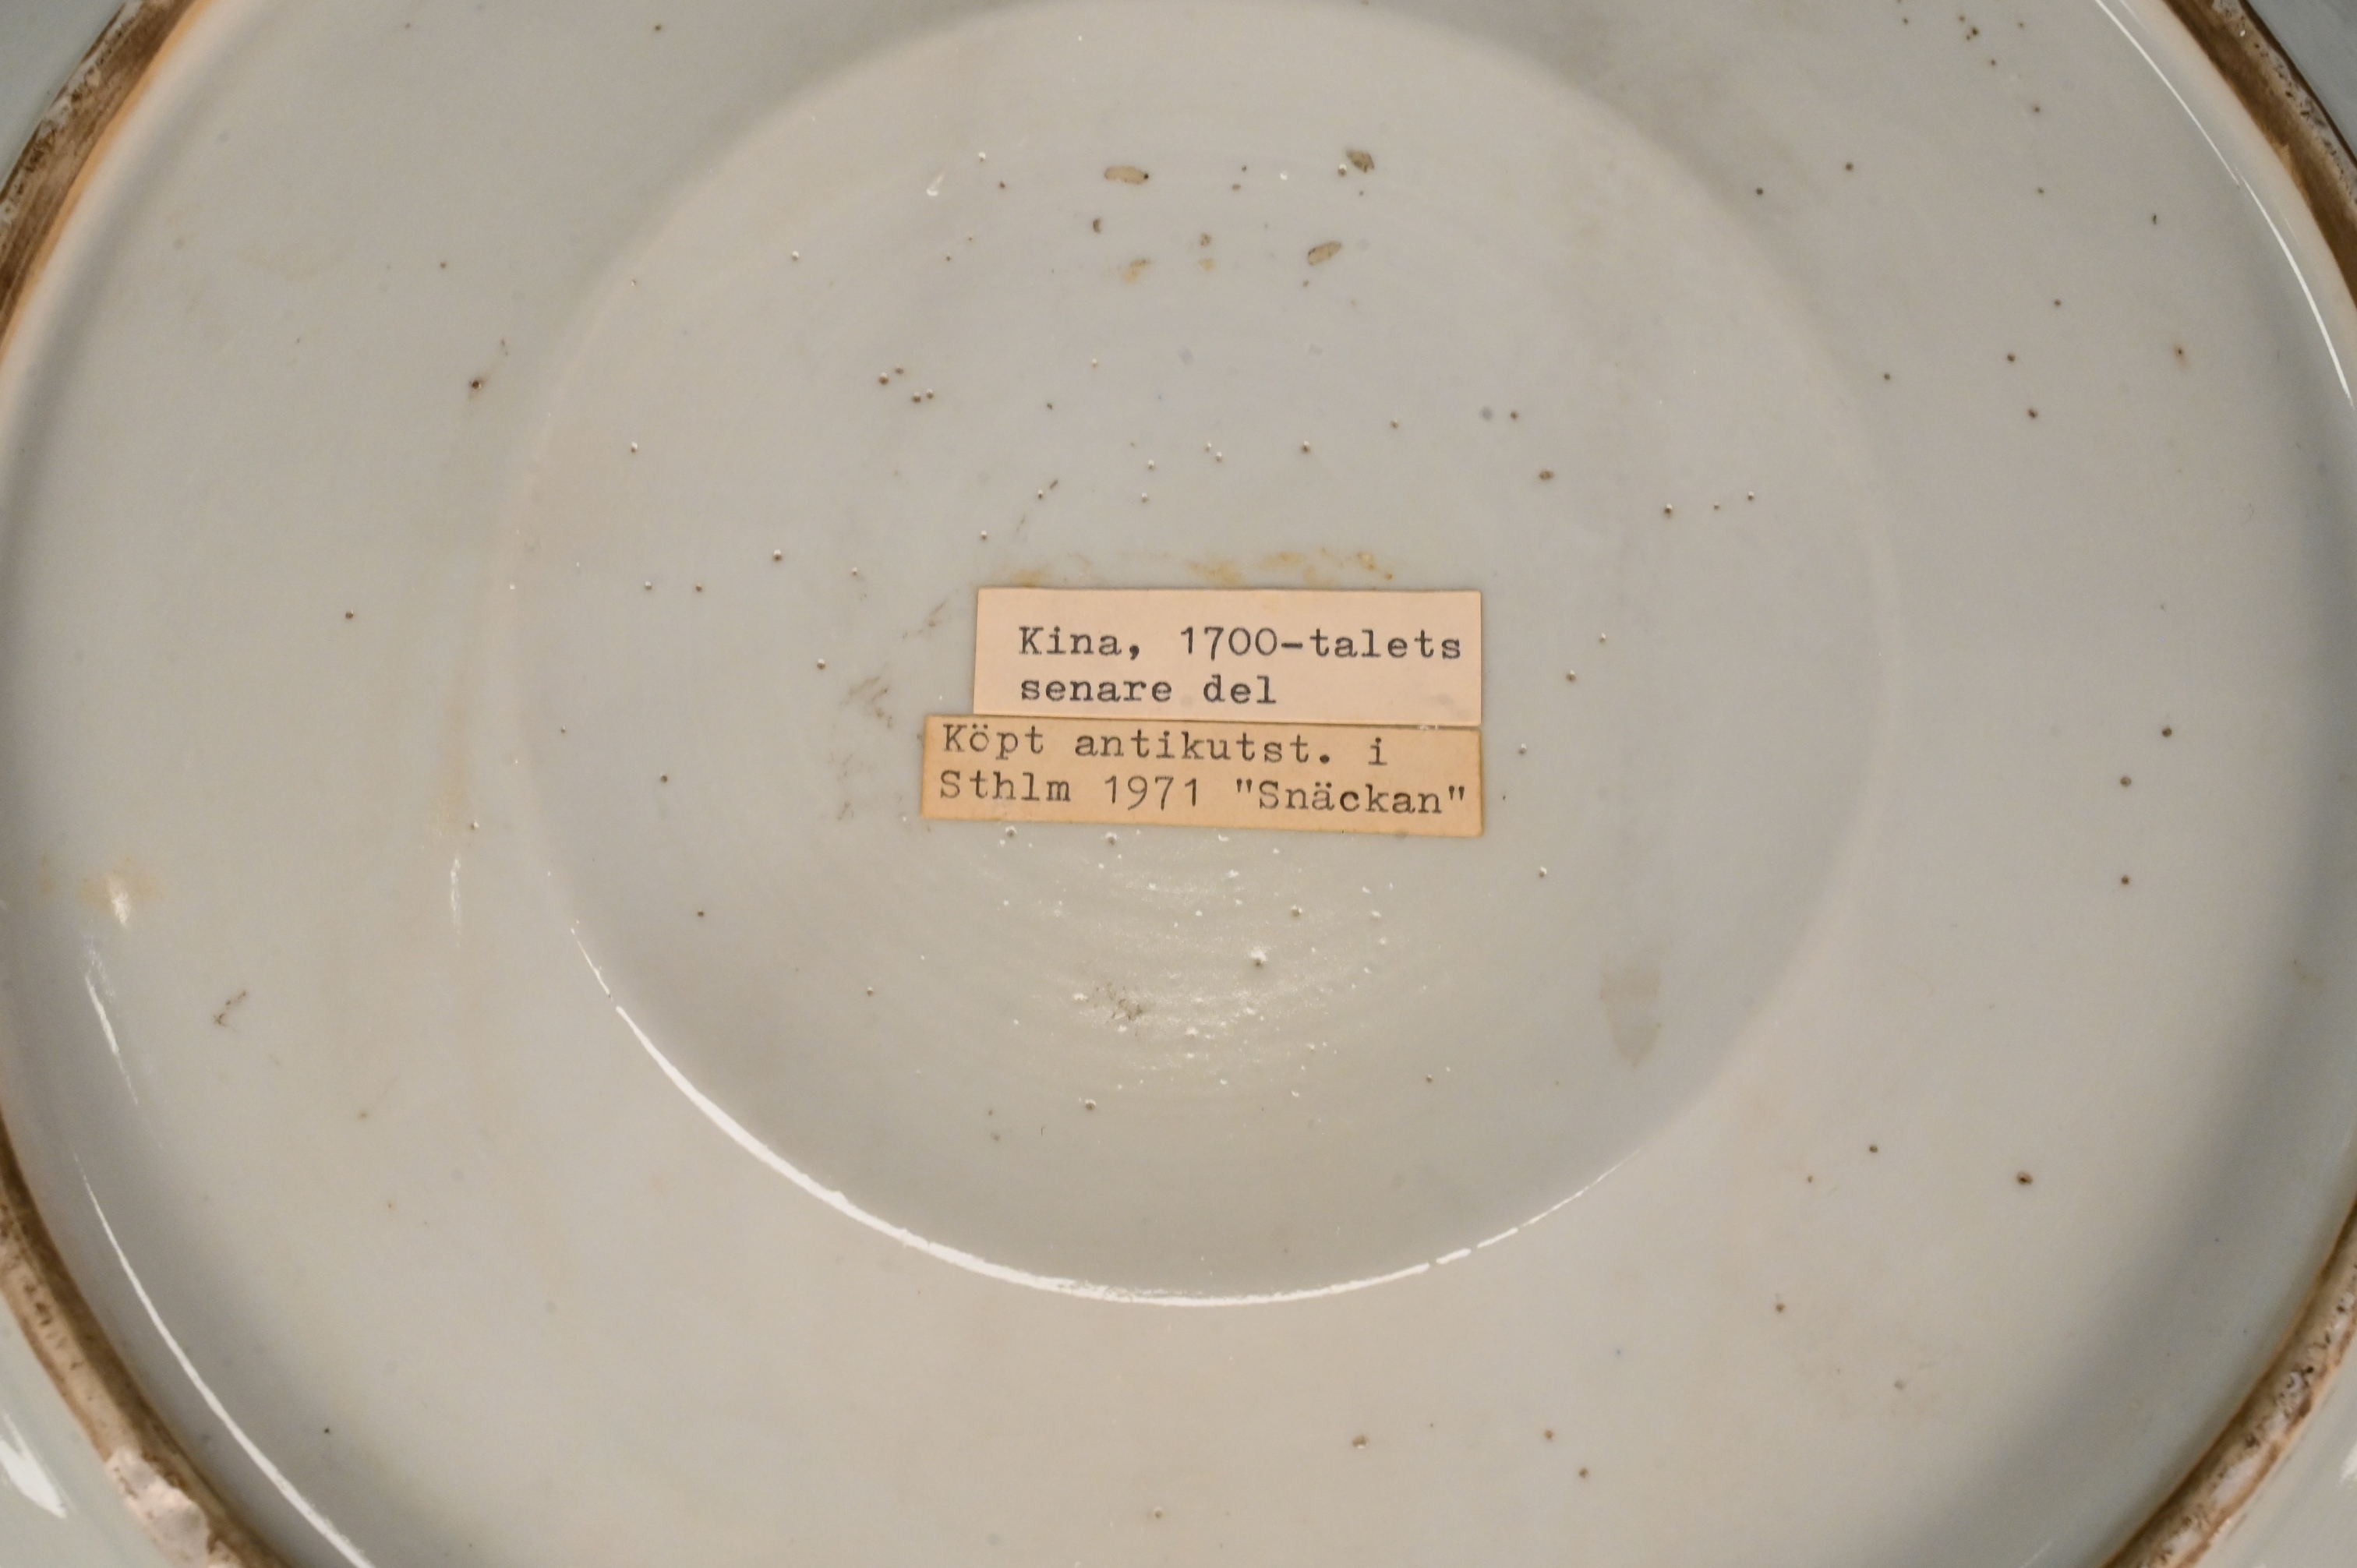 Kina, 1700-talets
senare del
Köpt antikutst. i
Sthlm 1971 "Snäckan"